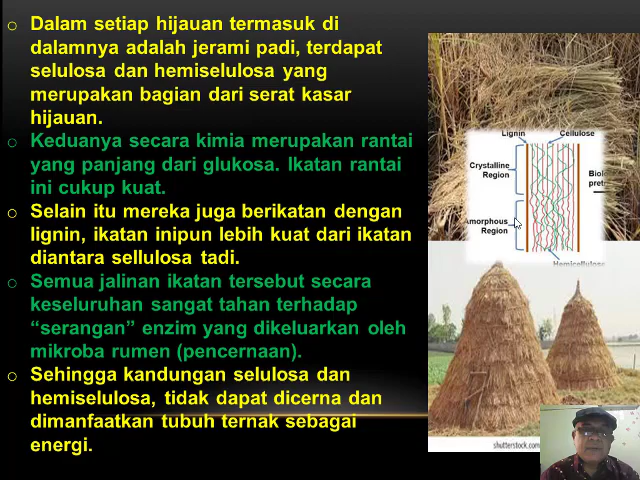 Dalam setiap hijauan termasuk di
dalamnya adalah jerami padi, terdapat
selulosa dan hemiselulosa yang
merupakan bagian dari serat kasar
hijauan.
Keduanya secara kimia merupakan rantai
yang panjang dari glukosa. Ikatan rantai
ini cukup kuat.
Selain itu mereka juga berikatan dengan
lignin, ikatan inipun lebih kuat dari ikatan
diantara sellulosa tadi.
Semua jalinan ikatan tersebut secara
keseluruhan sangat tahan terhadap
“serangan” enzim yang dikeluarkan oleh
mikroba rumen (pencernaan).
Sehingga kandungan selulosa dan
hemiselulosa, tidak dapat dicerna dan
dimanfaatkan tubuh ternak sebagai
energi.
Lignin Cellulose
Crystalline
Region
Amorphous
Region
Hemicellulose
shutterstock.com